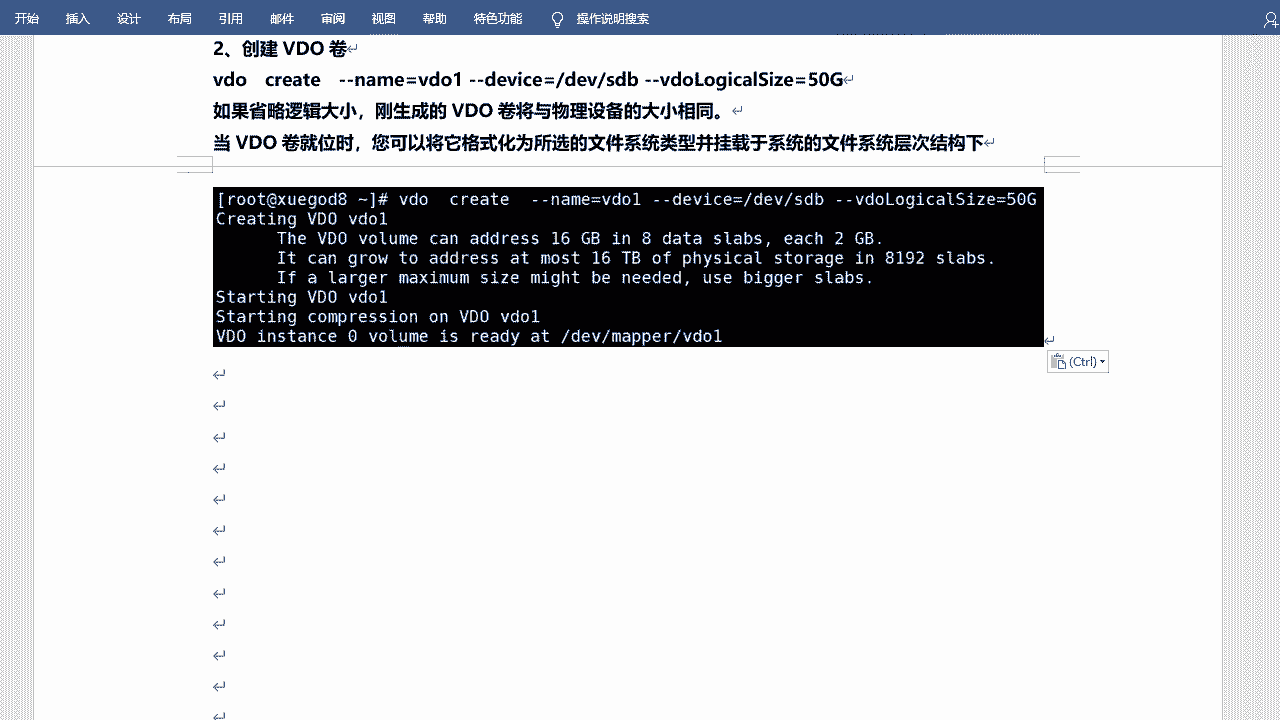 开始 插入 设计 布局 引用 邮件 审阅 视图 帮助 特色功能 操作说明搜索
2、创建 VDO 卷
vdo create --name=vdo1 --device=/dev/sdb --vdoLogicalSize=50G
如果省略逻辑大小，刚生成的 VDO 卷将与物理设备的大小相同。
当 VDO 卷就位时，您可以将它格式化为所选的文件系统类型并挂载于系统的文件系统层次结构下
[root@xuegod8 ~]# vdo create --name=vdo1 --device=/dev/sdb --vdoLogicalSize=50G
Creating VDO vdo1
The VDO volume can address 16 GB in 8 data slabs, each 2 GB.
It can grow to address at most 16 TB of physical storage in 8192 slabs.
If a larger maximum size might be needed, use bigger slabs.
Starting VDO vdo1
Starting compression on VDO vdo1
VDO instance 0 volume is ready at /dev/mapper/vdo1
(Ctrl)